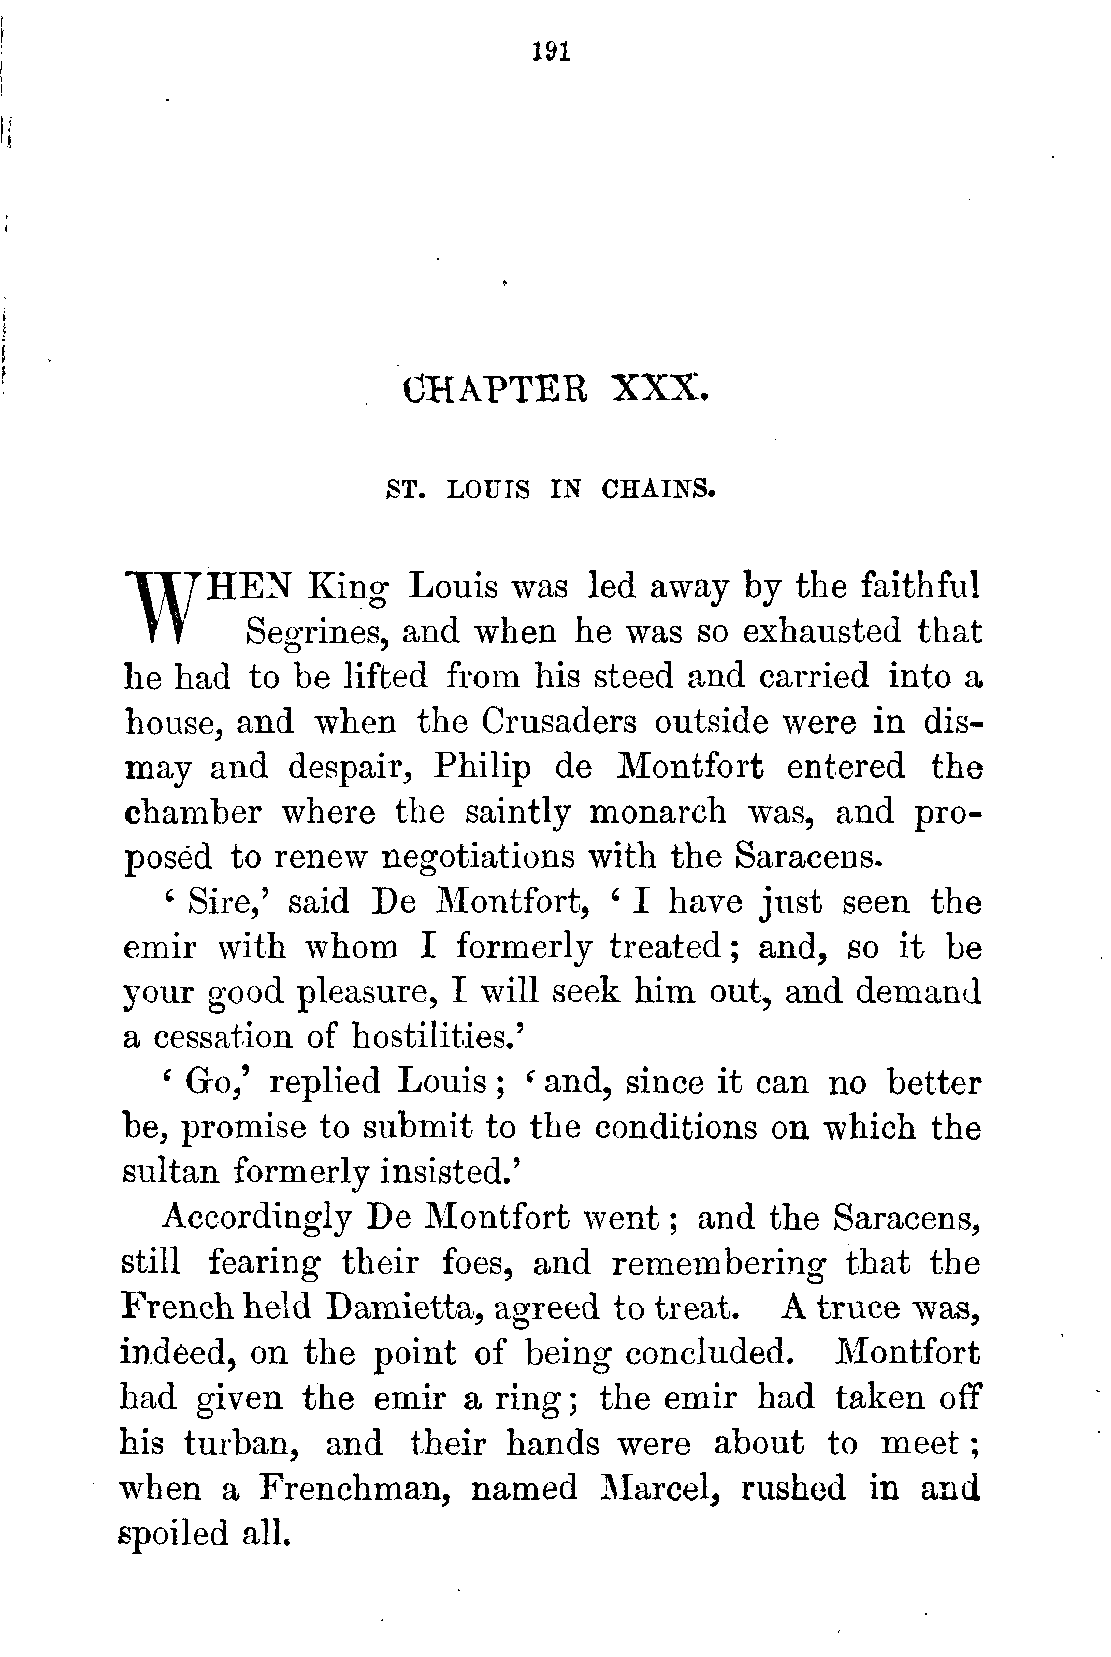 191
CHAPTER XXX.
ST. LOUIS IN CHAINS.
WHEN King Louis was led away by the faithful
Segrines, and when he was so exhausted that
he had to be lifted from his steed and carried into a
house, and when the Crusaders outside were in dis-
may and despair, Philip de Montfort entered the
chamber where the saintly monarch was, and pro-
posed to renew negotiations with the Saracens.
‘ Sire,’ said De Montfort, ‘ I have just seen the
emir with whom I formerly treated ; and, so it be
your good pleasure, I will seek him out, and demand
a cessation of hostilities.’
‘ Go,’ replied Louis ; ‘ and, since it can no better
be, promise to submit to the conditions on which the
sultan formerly insisted.’
Accordingly De Montfort went ; and the Saracens,
still fearing their foes, and remembering that the
French held Damietta, agreed to treat. A truce was,
indeed, on the point of being concluded. Montfort
had given the emir a ring ; the emir had taken off
his turban, and their hands were about to meet ;
when a Frenchman, named Marcel, rushed in and
spoiled all.